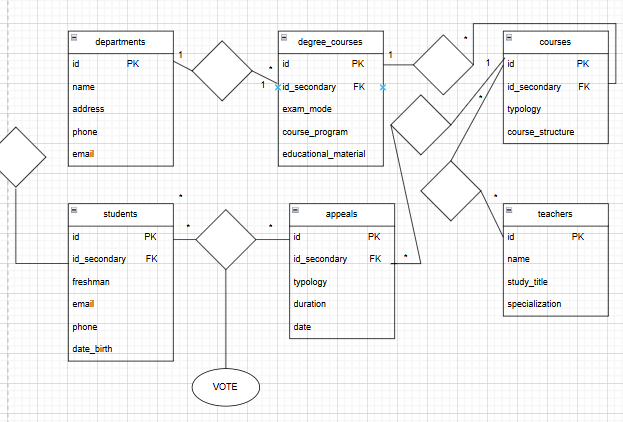 departments
id PK
name
address
phone
email
1
*
1
degree_courses
id PK
id_secondary FK
exam_mode
course_program
educational_material
1
*
1
*
courses
id PK
id_secondary FK
typology
course_structure
*
students
id PK
id_secondary FK
freshman
email
phone
date_birth
*
*
appeals
id PK
id_secondary FK
typology
duration
date
*
*
teachers
id PK
name
study_title
specialization
VOTE